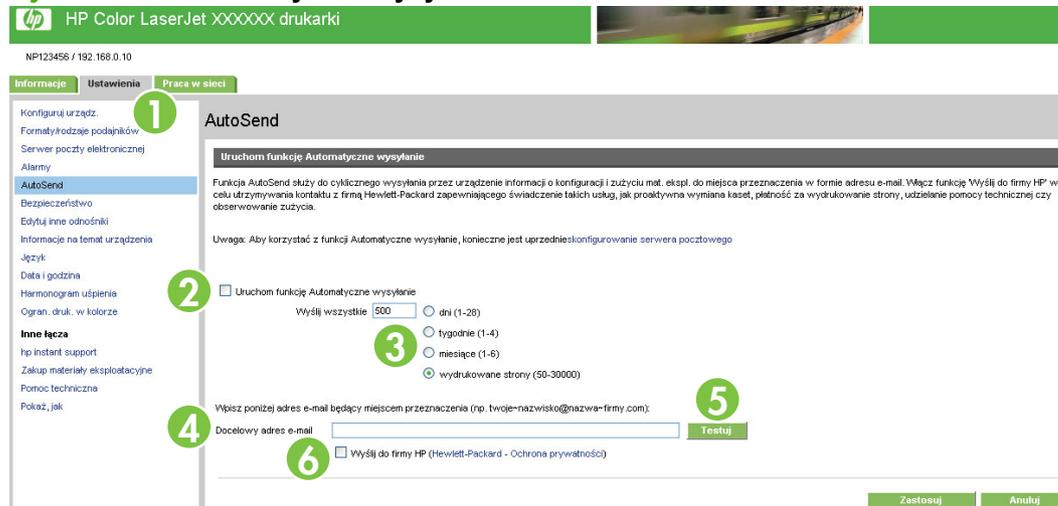 hp HP Color LaserJet XXXXXX drukarki
NP123456 / 192.168.0.10
Informacje Ustawienia Praca w sieci
1
Konfiguruj urządz.
Formaty/rodzaje podajników
Serwer poczty elektronicznej
Alarmy
AutoSend
Bezpieczeństwo
Edytuj inne odnośniki
Informacje na temat urządzenia
Język
Data i godzina
Harmonogram uśpienia
Ogran. druk. w kolorze
Inne łącza
hp instant support
Zakup materiały eksploatacyjne
Pomoc techniczna
Pokaż, jak
AutoSend
Uruchom funkcję Automatyczne wysyłanie
Funkcja AutoSend służy do cyklicznego wysyłania przez urządzenie informacji o konfiguracji i zużyciu mat. ekspl. do miejsca przeznaczenia w formie adresu e-mail. Włącz funkcję 'Wyślij do firmy HP' w
celu utrzymywania kontaktu z firmą Hewlett-Packard zapewniającego świadczenie takich usług, jak proaktywna wymiana kaset, płatność za wydrukowane strony, udzielanie pomocy technicznej czy
obserwowanie zużycia.
Uwaga: Aby korzystać z funkcji Automatyczne wysyłanie, konieczne jest uprzednieskonfigurowanie serwera pocztowego
2 Uruchom funkcję Automatyczne wysyłanie
Wyślij wszystkie 500 dni (1-28)
3 tygodnie (1-4)
miesiące (1-6)
wydrukowane strony (50-30000)
Wpisz poniżej adres e-mail będący miejscem przeznaczenia (np. twoje~nazwisko@nazwa~firmy.com):
4 Docelowy adres e-mail 5 Testuj
6 Wyślij do firmy HP (Hewlett-Packard - Ochrona prywatności)
Zastosuj Anuluj